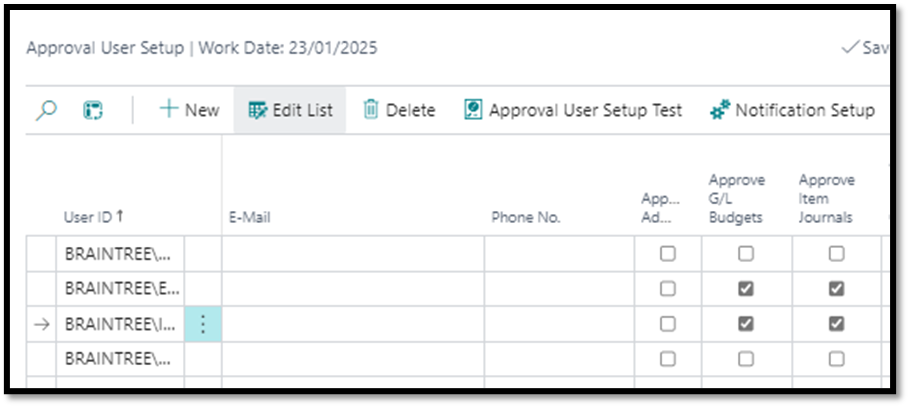 Approval User Setup | Work Date: 23/01/2025
Sav
New Edit List Delete Approval User Setup Test Notification Setup
User ID ↑ E-Mail Phone No. App... Ad... Approve G/L Budgets Approve Item Journals
BRAINTREE\...
BRAINTREE\E...
BRAINTREE\I...
BRAINTREE\...